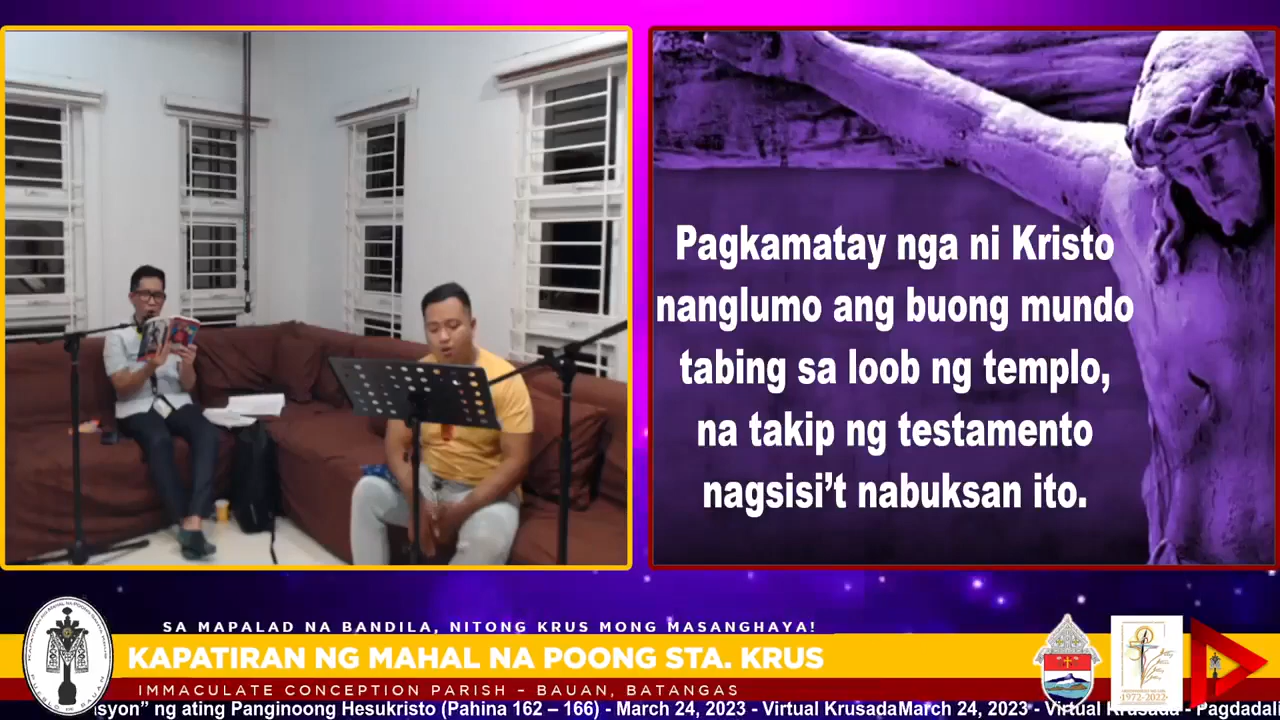 Pagkamatay nga ni Kristo
nanglumo ang buong mundo
tabing sa loob ng templo,
na takip ng testamento
nagsisi’t nabuksan ito.
SA MAPALAD NA BANDILA, NITONG KRUS MONG MASANGHAYA!
KAPATIRAN NG MAHAL NA POONG STA. KRUS
IMMACULATE CONCEPTION PARISH - BAUAN, BATANGAS
syon” ng ating Panginoong Hesukristo (Pahina 162 – 166) - March 24, 2023 - Virtual KrusadaMarch 24, 2023 - Virtual Krusada - Pagdadal
1972-2022